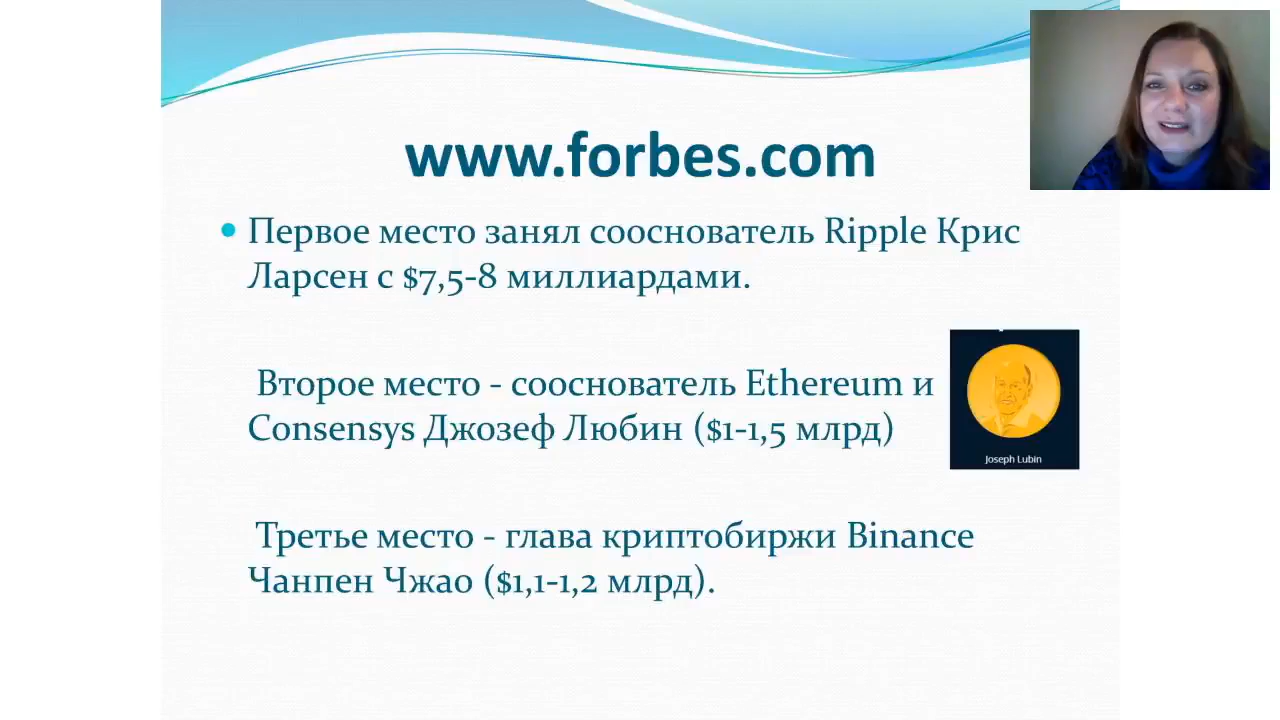 www.forbes.com
Первое место занял сооснователь Ripple Крис
Ларсен с $7,5-8 миллиардами.
Второе место - сооснователь Ethereum и
Consensys Джозеф Любин ($1-1,5 млрд)
Joseph Lubin
Третье место - глава криптобиржи Binance
Чанпен Чжао ($1,1-1,2 млрд).